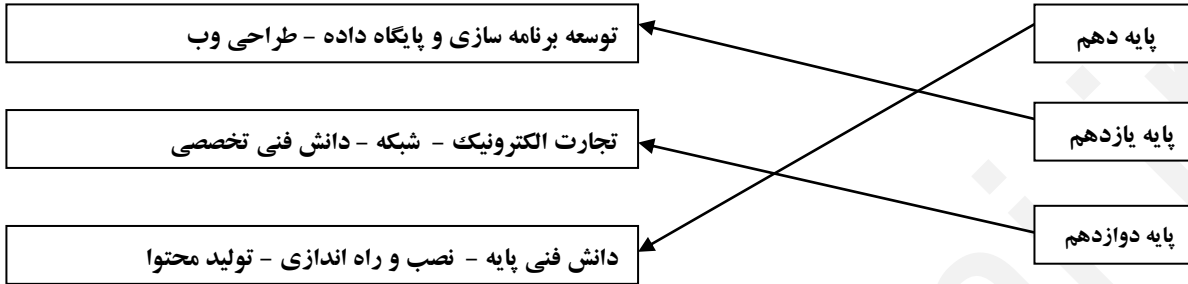 پایه دهم
توسعه برنامه سازی و پایگاه داده - طراحی وب
پایه یازدهم
تجارت الکترونیک - شبکه - دانش فنی تخصصی
پایه دوازدهم
دانش فنی پایه - نصب و راه اندازی - تولید محتوا